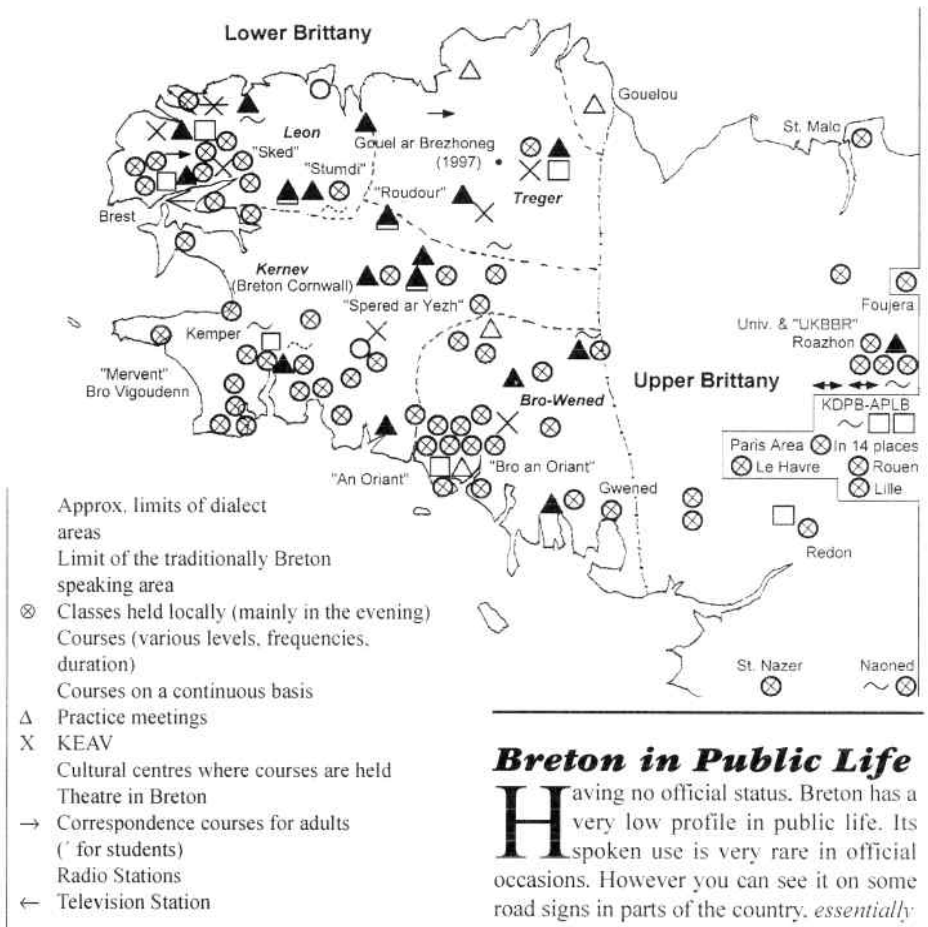 Lower Brittany
Gouelou
St. Malo
Leon
"Sked"
Gouel ar Brezhoneg
(1997)
"Stumdi"
"Roudour"
Treger
Brest
Kernev
(Breton Cornwall)
"Spered ar Yezh"
Foujera
Univ. & "UKBBR"
Roazhon
Kemper
"Mervent"
Bro Vigoudenn
Upper Brittany
Bro-Wened
KDPB-APLB
Paris Area ⊗ In 14 places
⊗ Le Havre ⊗ Rouen
⊗ Lille
"An Oriant"
"Bro an Oriant"
Gwened
Redon
St. Nazer
Naoned
Approx. limits of dialect
areas
Limit of the traditionally Breton
speaking area
⊗ Classes held locally (mainly in the evening)
Courses (various levels, frequencies,
duration)
Courses on a continuous basis
Δ Practice meetings
X KEAV
Cultural centres where courses are held
Theatre in Breton
→ Correspondence courses for adults
(´ for students)
Radio Stations
← Television Station
Breton in Public Life
Having no official status. Breton has a
very low profile in public life. Its
spoken use is very rare in official
occasions. However you can see it on some
road signs in parts of the country. essentially